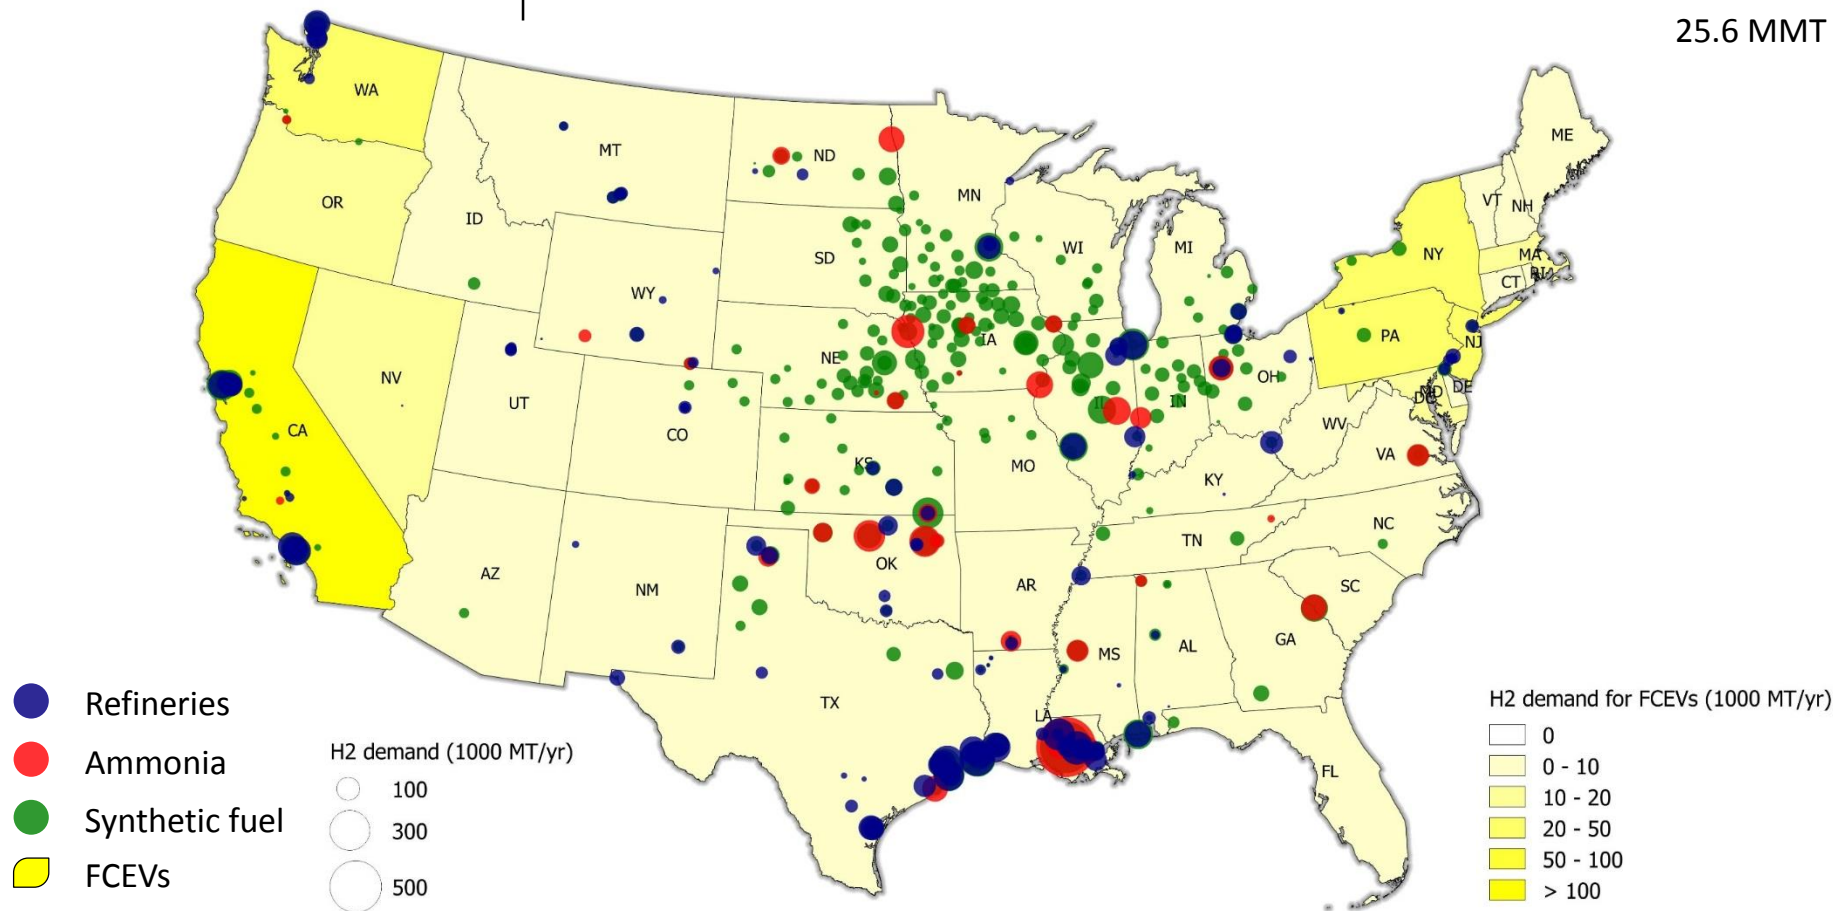 25.6 MMT
WA
ME
MT
ND
MN
VT
NH
OR
ID
WI
MI
NY
MA
RI
SD
CT
WY
PA
NJ
IA
NE
OH
NV
UT
IL
IN
MD
DC
DE
CA
CO
WV
KS
MO
VA
KY
NC
TN
OK
AZ
NM
AR
SC
GA
MS
AL
TX
LA
FL
Refineries
Ammonia
Synthetic fuel
FCEVs
H2 demand (1000 MT/yr)
100
300
500
H2 demand for FCEVs (1000 MT/yr)
0
0 - 10
10 - 20
20 - 50
50 - 100
> 100